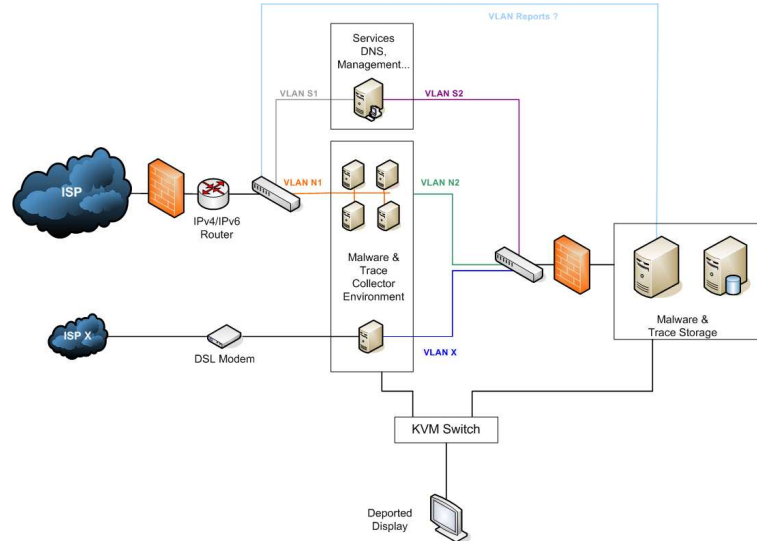 VLAN Reports ?
Services
DNS,
Management...
VLAN S1
VLAN S2
ISP
IPv4/IPv6
Router
VLAN N1
VLAN N2
Malware &
Trace
Collector
Environment
Malware &
Trace Storage
ISP X
DSL Modem
VLAN X
KVM Switch
Deported
Display